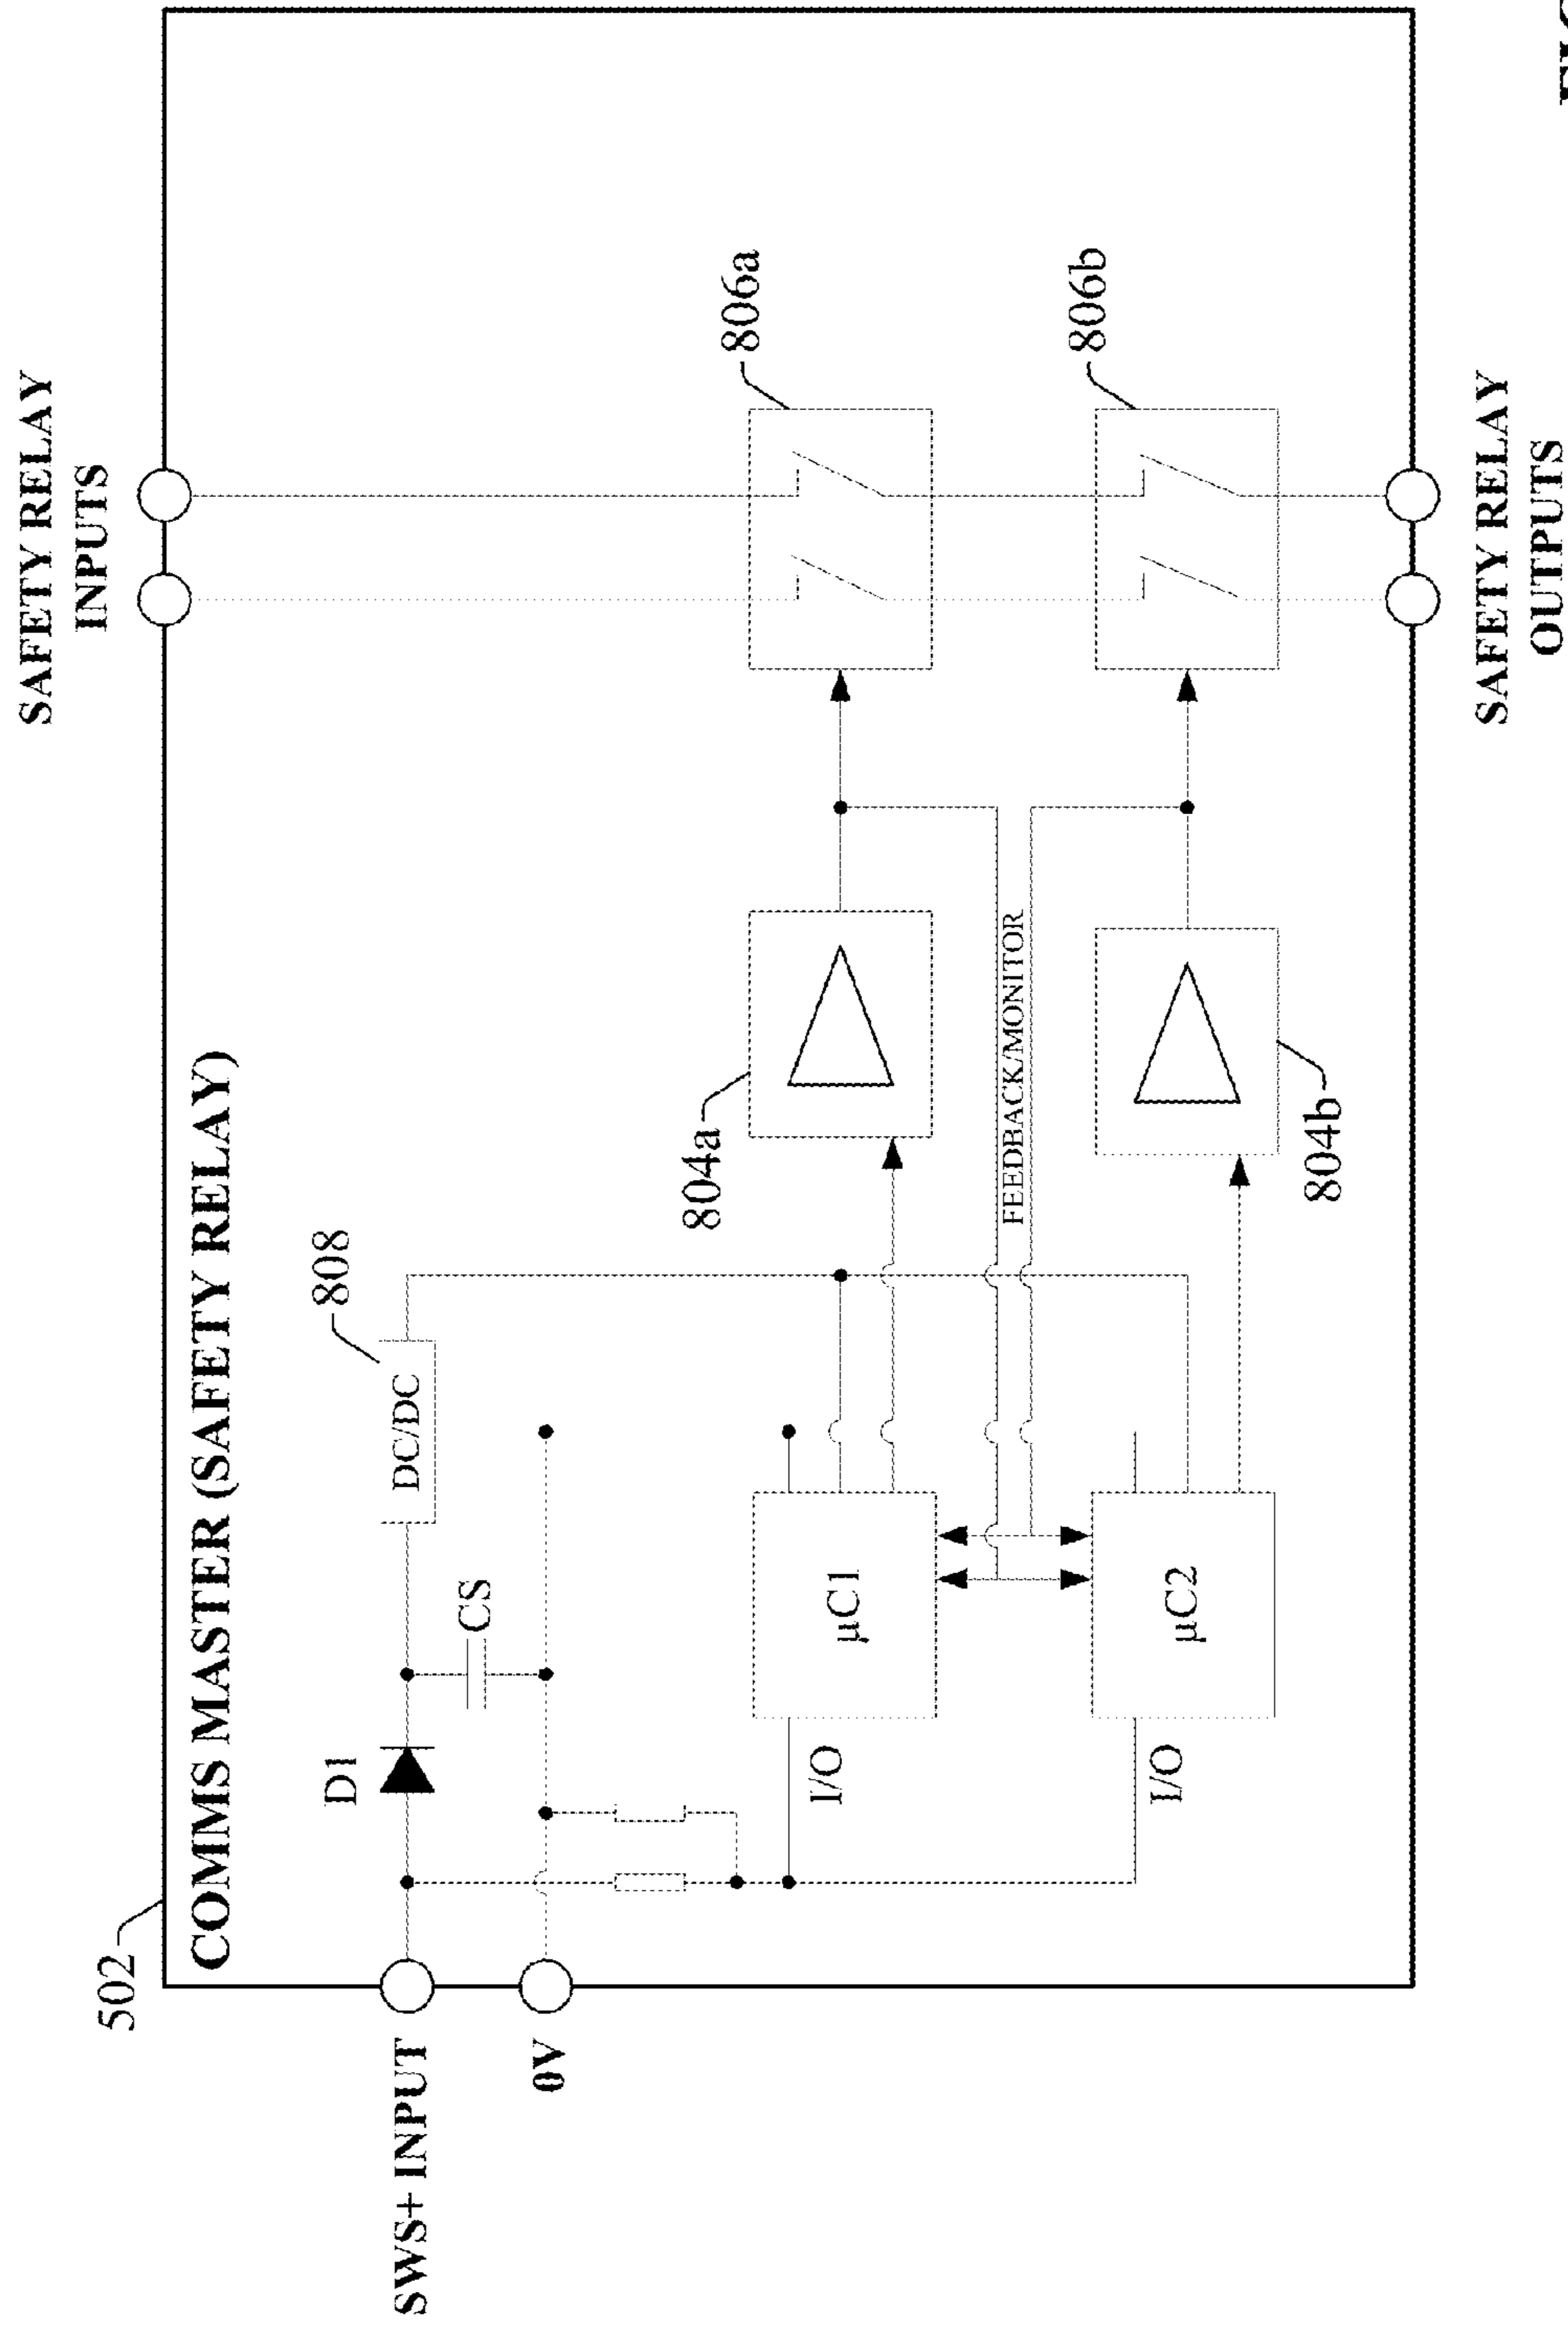 SAFETY RELAY
INPUTS
502
COMMS MASTER (SAFETY RELAY)
808
DC/DC
D1
CS
SWS+ INPUT
0V
806a
806b
804a
804b
FEEDBACK/MONITOR
I/O
µC1
I/O
µC2
SAFETY RELAY
OUTPUTS